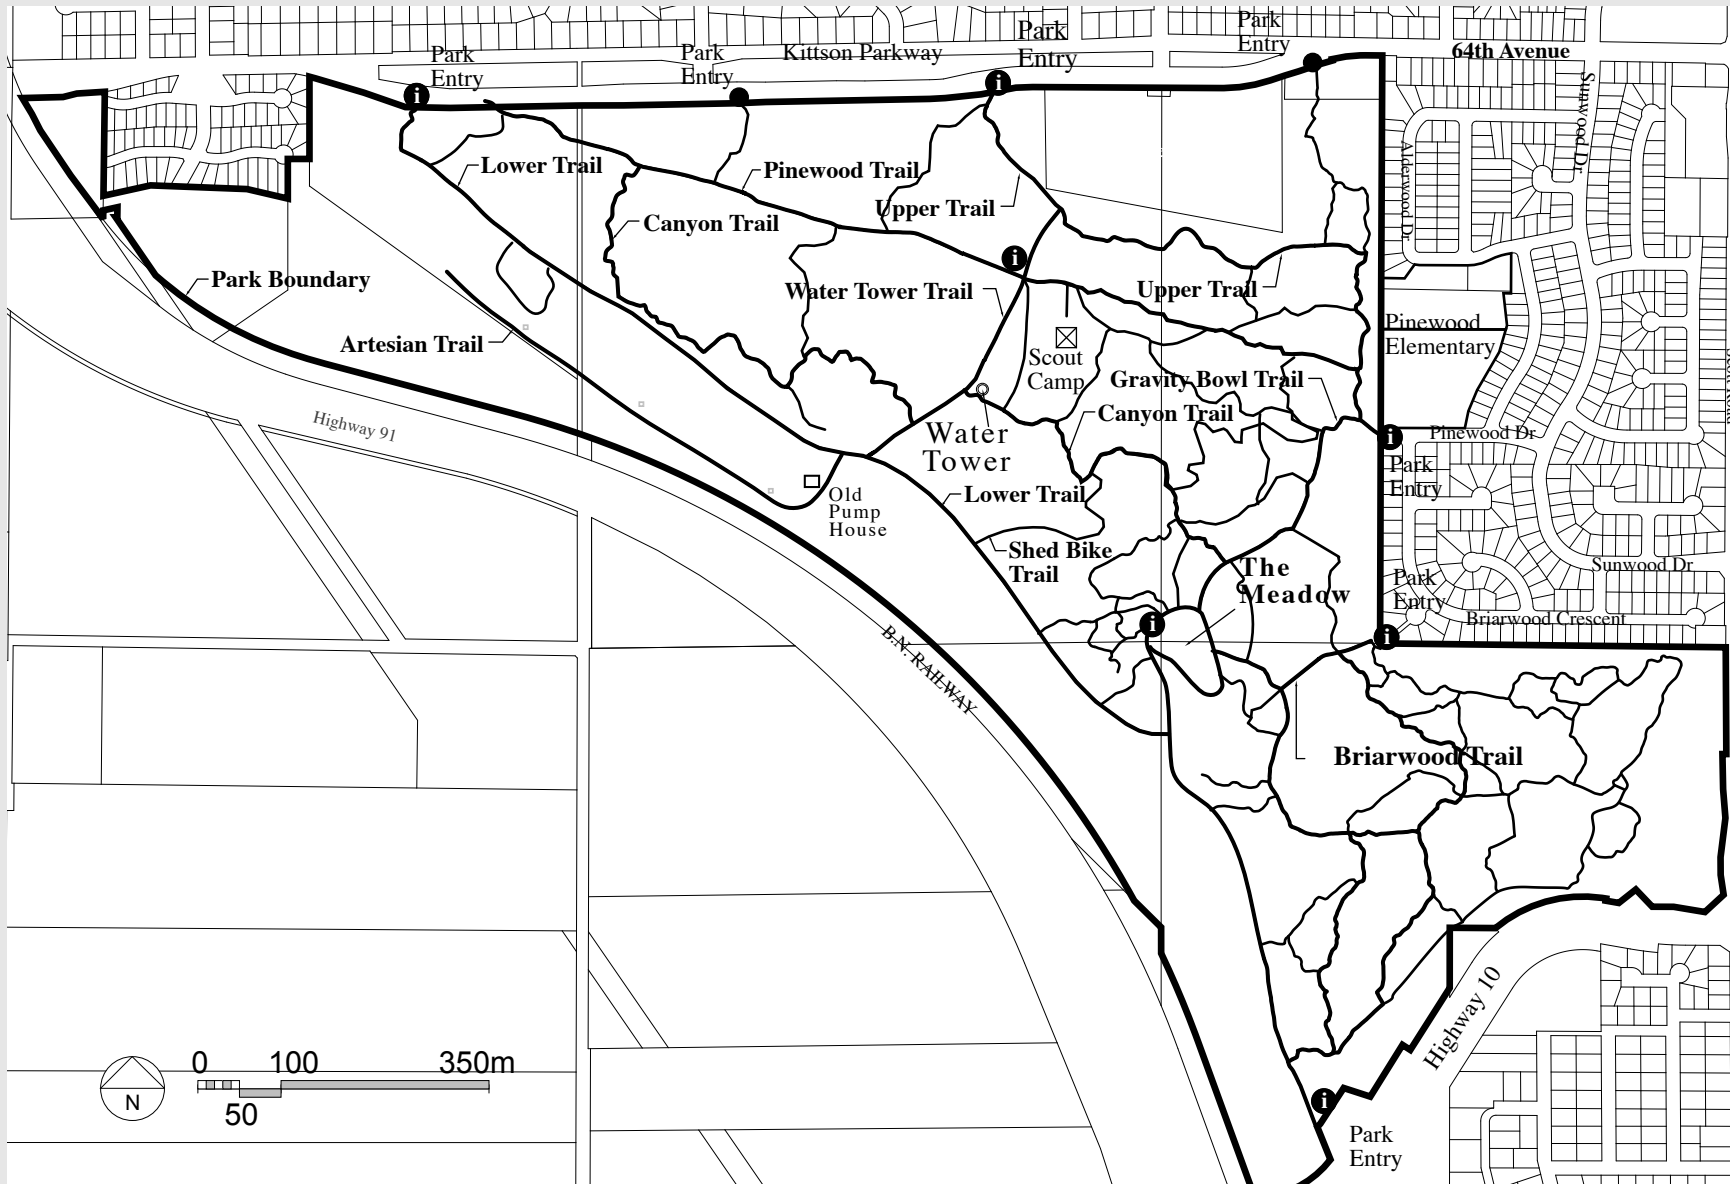 Park
Entry
Park
Entry
Kittson Parkway
Park
Entry
Park
Entry
64th Avenue
i
i
Sunwood Dr
Alderwood Dr
Lower Trail
Pinewood Trail
Upper Trail
Canyon Trail
i
Park Boundary
Water Tower Trail
Upper Trail
Artesian Trail
Pinewood
Elementary
Scout
Camp
Gravity Bowl Trail
Canyon Trail
Highway 91
Water
Tower
i
Pinewood Dr
Park
Entry
Old
Pump
House
Lower Trail
Shed Bike
Trail
The
Meadow
Park
Entry
Sunwood Dr
Briarwood Crescent
i
i
B.N. RAILWAY
Briarwood Trail
Highway 10
0 100 350m
50
N
i
Park
Entry